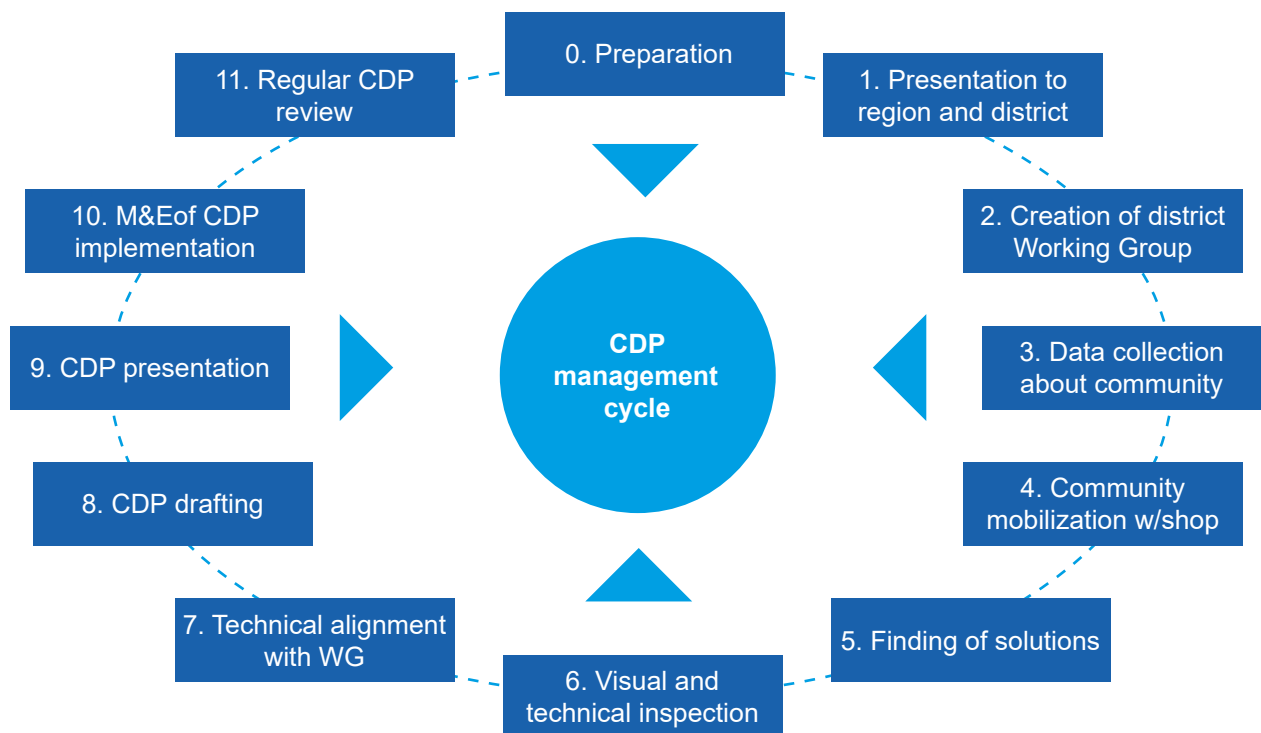 0. Preparation
1. Presentation to
region and district
2. Creation of district
Working Group
3. Data collection
about community
4. Community
mobilization w/shop
5. Finding of solutions
6. Visual and
technical inspection
7. Technical alignment
with WG
8. CDP drafting
9. CDP presentation
10. M&Eof CDP
implementation
11. Regular CDP
review
CDP
management
cycle